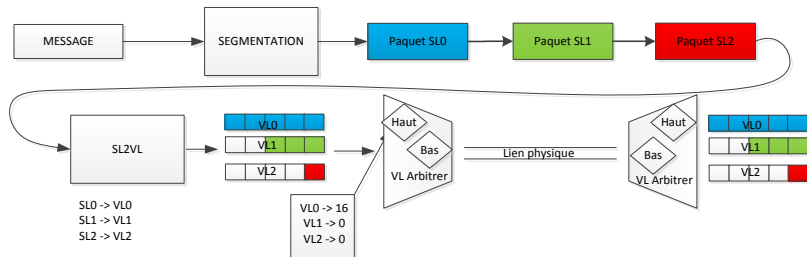 MESSAGE
SEGMENTATION
Paquet SL0
Paquet SL1
Paquet SL2
SL2VL
VL0
VL1
VL2
Haut
Bas
VL Arbitrer
Lien physique
Haut
Bas
VL Arbitrer
VL0
VL1
VL2
SL0 -> VL0
SL1 -> VL1
SL2 -> VL2
VL0 -> 16
VL1 -> 0
VL2 -> 0